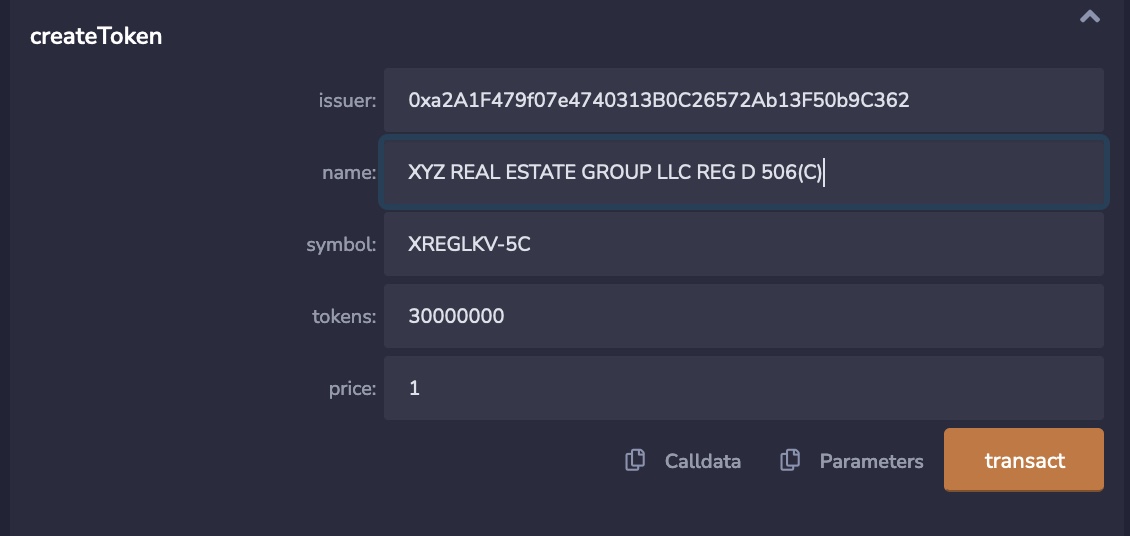 createToken
issuer: 0xa2A1F479f07e4740313B0C26572Ab13F50b9C362
name: XYZ REAL ESTATE GROUP LLC REG D 506(C)
symbol: XREGLKV-5C
tokens: 30000000
price: 1
Calldata Parameters transact